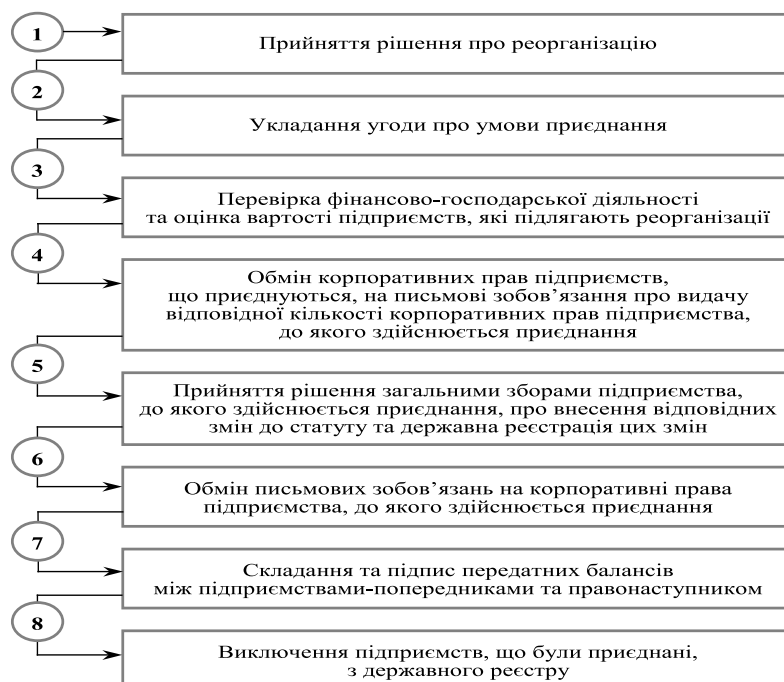 1
Прийняття рішення про реорганізацію
2
Укладання угоди про умови приєднання
3
Перевірка фінансово-господарської діяльності
та оцінка вартості підприємств, які підлягають реорганізації
4
Обмін корпоративних прав підприємств,
що приєднуються, на письмові зобов’язання про видачу
відповідної кількості корпоративних прав підприємства,
до якого здійснюється приєднання
5
Прийняття рішення загальними зборами підприємства,
до якого здійснюється приєднання, про внесення відповідних
змін до статуту та державна реєстрація цих змін
6
Обмін письмових зобов’язань на корпоративні права
підприємства, до якого здійснюється приєднання
7
Складання та підпис передатних балансів
між підприємствами-попередниками та правонаступником
8
Виключення підприємств, що були приєднані,
з державного реєстру